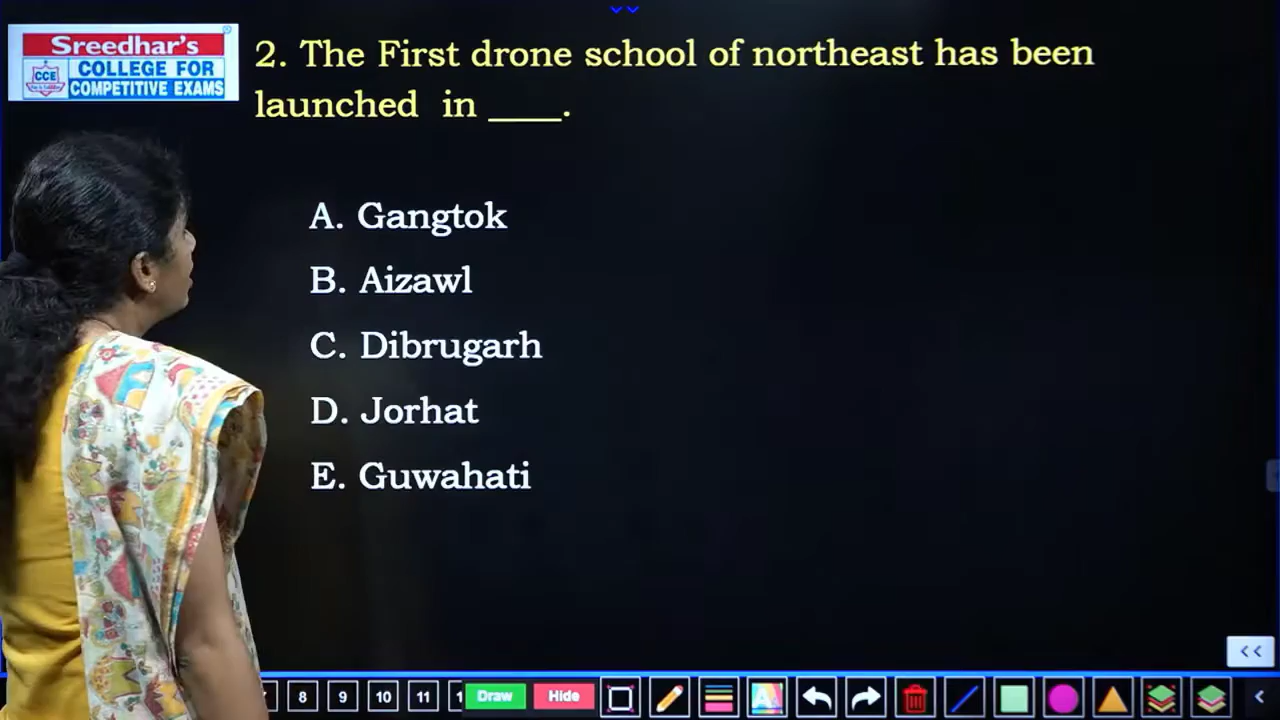 Sreedhar's
CCE
COLLEGE FOR
COMPETITIVE EXAMS
2. The First drone school of northeast has been
launched in ____.
A. Gangtok
B. Aizawl
C. Dibrugarh
D. Jorhat
E. Guwahati
8 9 10 11 1 Draw Hide